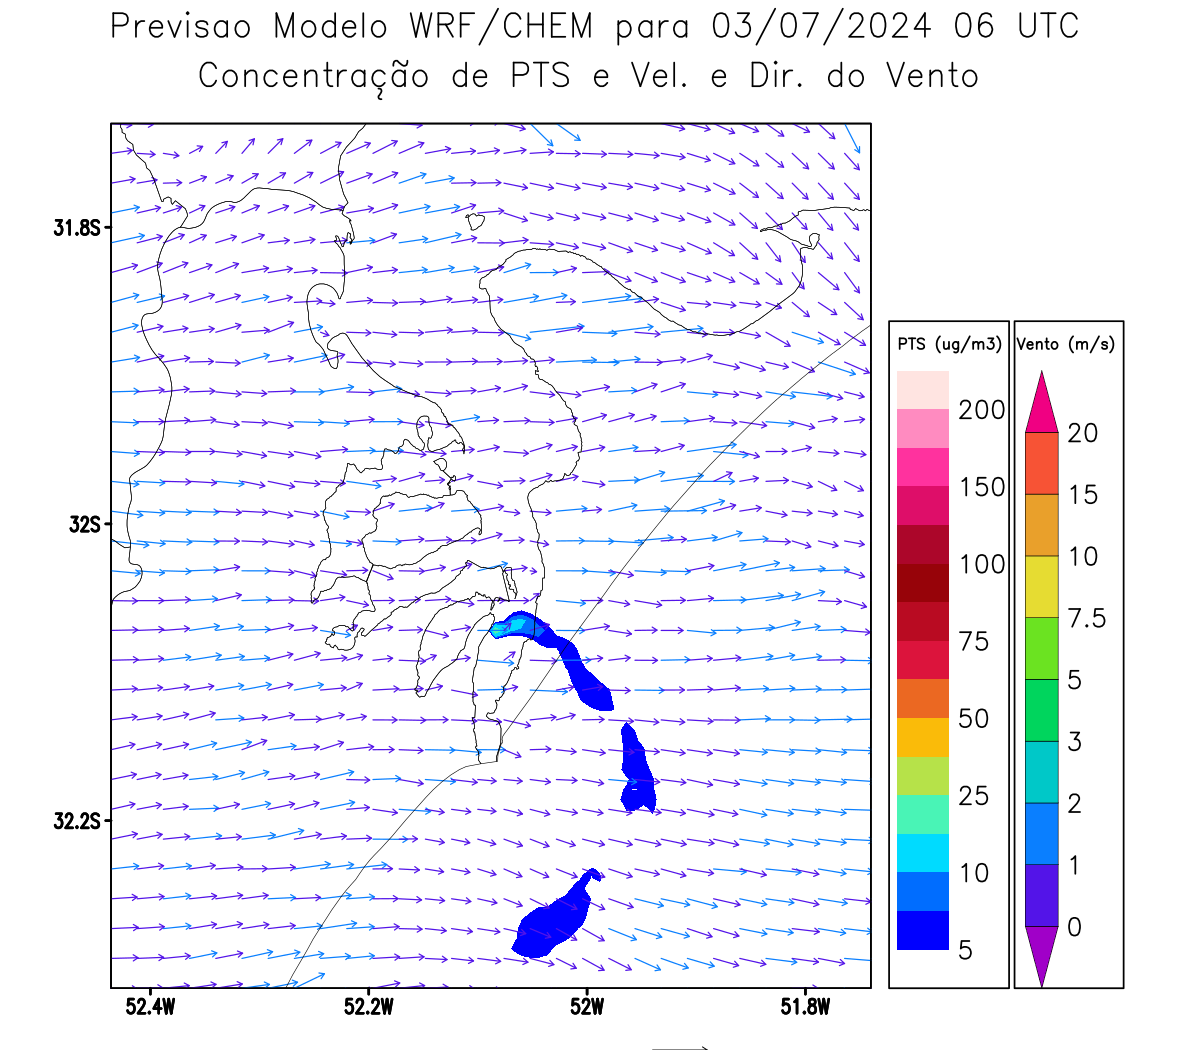 Previsao Modelo WRF/CHEM para 03/07/2024 06 UTC
Concentração de PTS e Vel. e Dir. do Vento
31.8S
32S
32.2S
52.4W
52.2W
52W
51.8W
PTS (ug/m3)
200
150
100
75
50
25
10
5
Vento (m/s)
20
15
10
7.5
5
3
2
1
0